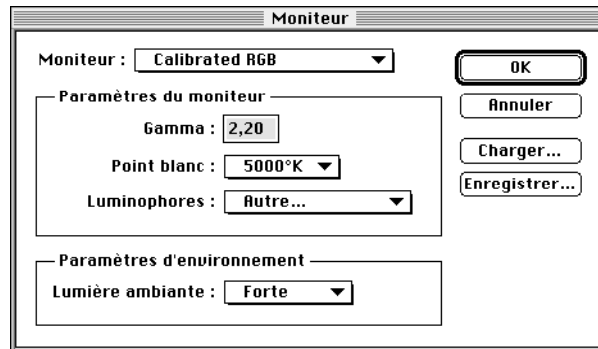 Moniteur
Moniteur : Calibrated RGB
OK
Annuler
Charger...
Enregistrer...
Paramètres du moniteur
Gamma : 2,20
Point blanc : 5000°K
Luminophores : Autre...
Paramètres d'environnement
Lumière ambiante : Forte